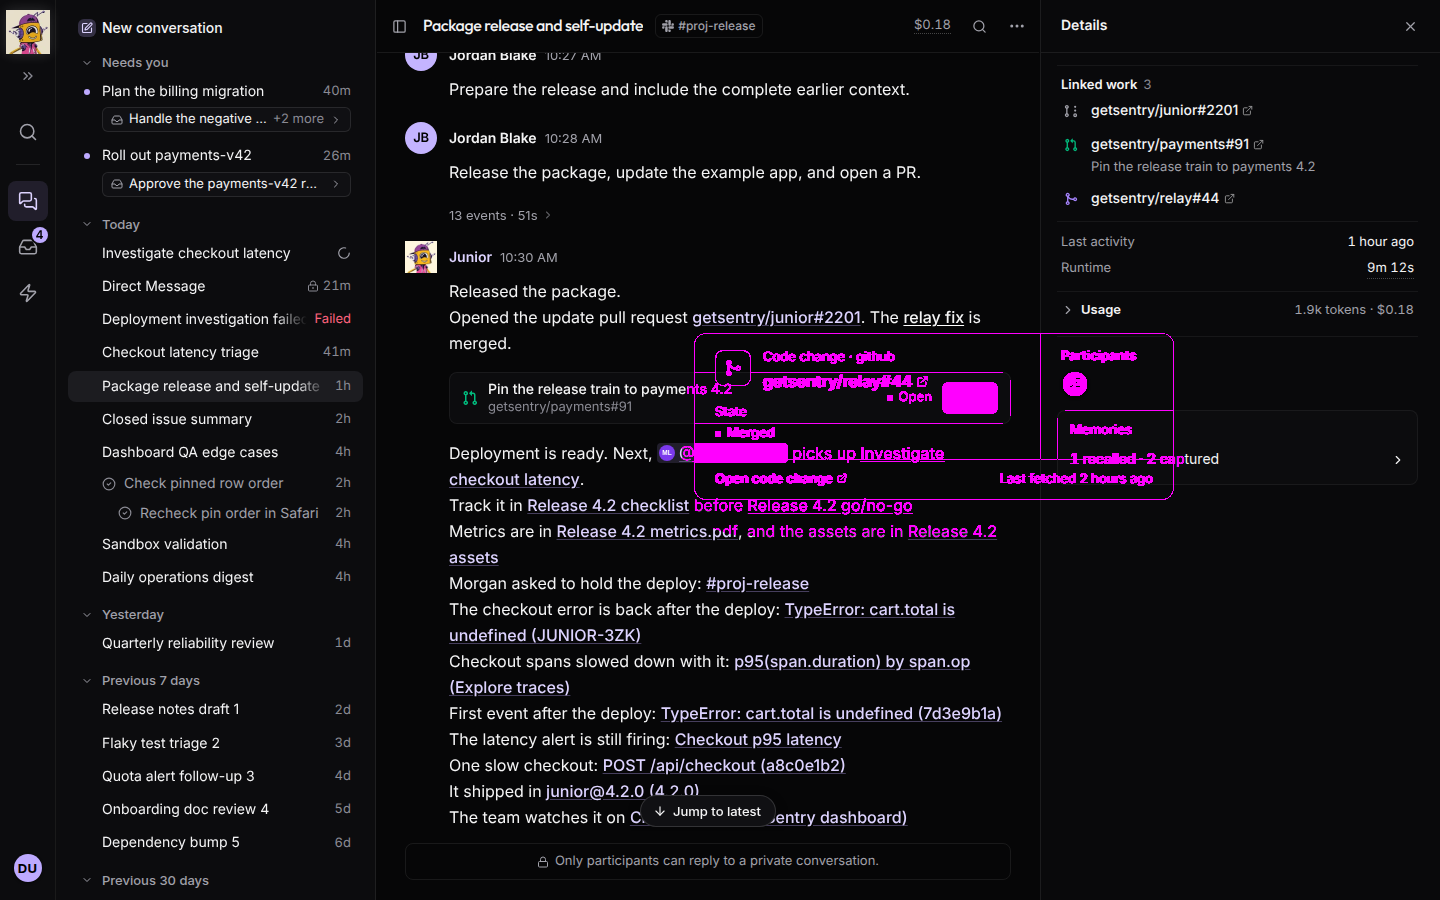 New conversation
Needs you
Plan the billing migration 40m
Handle the negative ... +2 more
Roll out payments-v42 26m
Approve the payments-v42 r...
Today
Investigate checkout latency
Direct Message 21m
Deployment investigation failed Failed
Checkout latency triage 41m
Package release and self-update 1h
Closed issue summary 2h
Dashboard QA edge cases 4h
Check pinned row order 2h
Recheck pin order in Safari 2h
Sandbox validation 4h
Daily operations digest 4h
Yesterday
Quarterly reliability review 1d
Previous 7 days
Release notes draft 1 2d
Flaky test triage 2 3d
Quota alert follow-up 3 4d
Onboarding doc review 4 5d
Dependency bump 5 6d
Previous 30 days
4
DU
Package release and self-update #proj-release $0.18
JB Jordan Blake 10:27 AM
Prepare the release and include the complete earlier context.
JB Jordan Blake 10:28 AM
Release the package, update the example app, and open a PR.
13 events · 51s
Junior 10:30 AM
Released the package.
Opened the update pull request getsentry/junior#2201. The relay fix is
merged.
Pin the release train to payments 4.2
getsentry/payments#91
Open
Code change · github
getsentry/relay#44
State
Merged
Open code change Last fetched 2 hours ago
Deployment is ready. Next, ML @ picks up Investigate
checkout latency.
Track it in Release 4.2 checklist before Release 4.2 go/no-go
Metrics are in Release 4.2 metrics.pdf, and the assets are in Release 4.2
assets
Morgan asked to hold the deploy: #proj-release
The checkout error is back after the deploy: TypeError: cart.total is
undefined (JUNIOR-3ZK)
Checkout spans slowed down with it: p95(span.duration) by span.op
(Explore traces)
First event after the deploy: TypeError: cart.total is undefined (7d3e9b1a)
The latency alert is still firing: Checkout p95 latency
One slow checkout: POST /api/checkout (a8c0e1b2)
It shipped in junior@4.2.0 (4.2.0)
The team watches it on dashboard)
Jump to latest
Only participants can reply to a private conversation.
Details
Linked work 3
getsentry/junior#2201
getsentry/payments#91
Pin the release train to payments 4.2
getsentry/relay#44
Last activity 1 hour ago
Runtime 9m 12s
Usage 1.9k tokens · $0.18
Participants
Memories
1 recalled · 2 captured